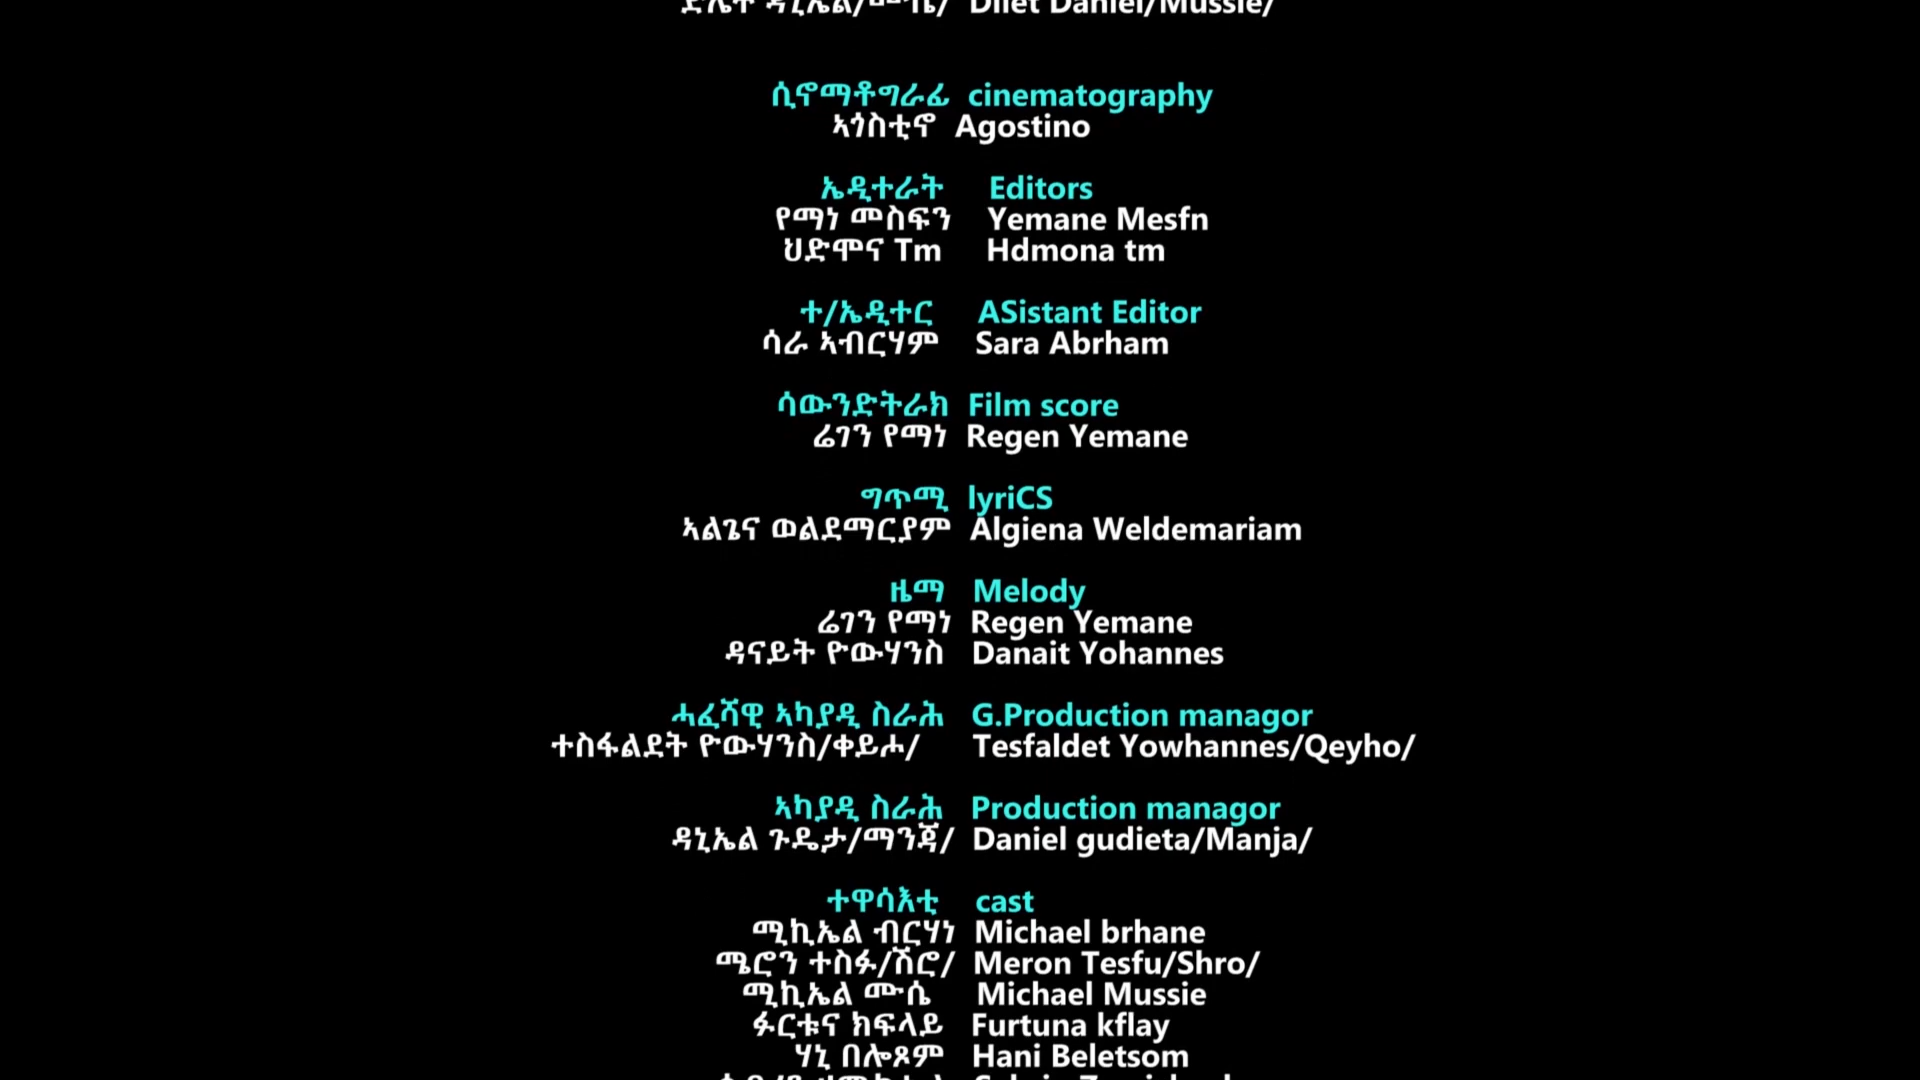 Dilet Daniel/Mussie/
ሲኖማቶግራፊ cinematography
ኣጎስቲኖ Agostino
ኤዲተራት Editors
የማነ መስፍን Yemane Mesfn
ህድሞና Tm Hdmona tm
ተ/ኤዲተር ASistant Editor
ሳራ ኣብርሃም Sara Abrham
ሳውንድትራክ Film score
ሬገን የማነ Regen Yemane
ግጥሚ lyriCS
ኣልጌና ወልደማርያም Algiena Weldemariam
ዜማ Melody
ሬገን የማነ Regen Yemane
ዳናይት ዮውሃንስ Danait Yohannes
ሓፈሻዊ ኣካያዲ ስራሕ G.Production managor
ተስፋልደት ዮውሃንስ/ቀይሖ/ Tesfaldet Yowhannes/Qeyho/
ኣካያዲ ስራሕ Production managor
ዳኒኤል ጉዴታ/ማንጃ/ Daniel gudieta/Manja/
ተዋሳእቲ cast
ሚኪኤል ብርሃነ Michael brhane
ሜሮን ተስፉ/ሽሮ/ Meron Tesfu/Shro/
ሚኪኤል ሙሴ Michael Mussie
ፉርቱና ክፍላይ Furtuna kflay
ሃኒ በሎጾም Hani Beletsom